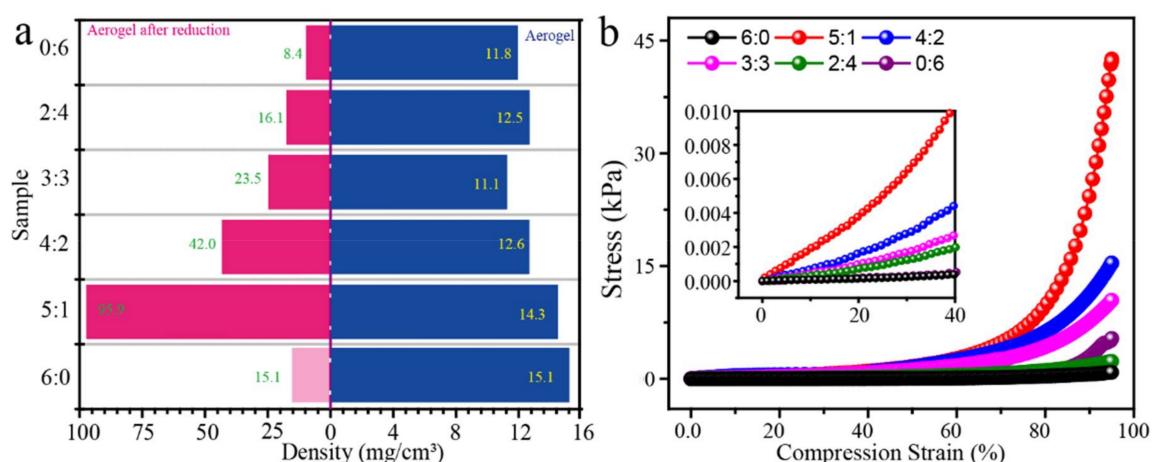 a
Aerogel after reduction
Aerogel
Sample
0:6
8.4
11.8
2:4
16.1
12.5
3:3
23.5
11.1
4:2
42.0
12.6
5:1
95.9
14.3
6:0
15.1
15.1
100 75 50 25 0 4 8 12 16
Density (mg/cm³)
b
6:0 5:1 4:2
3:3 2:4 0:6
Stress (kPa)
45
30
15
0
0.010
0.008
0.006
0.004
0.002
0.000
0 20 40
0.0 20 40 60 80 100
Compression Strain (%)